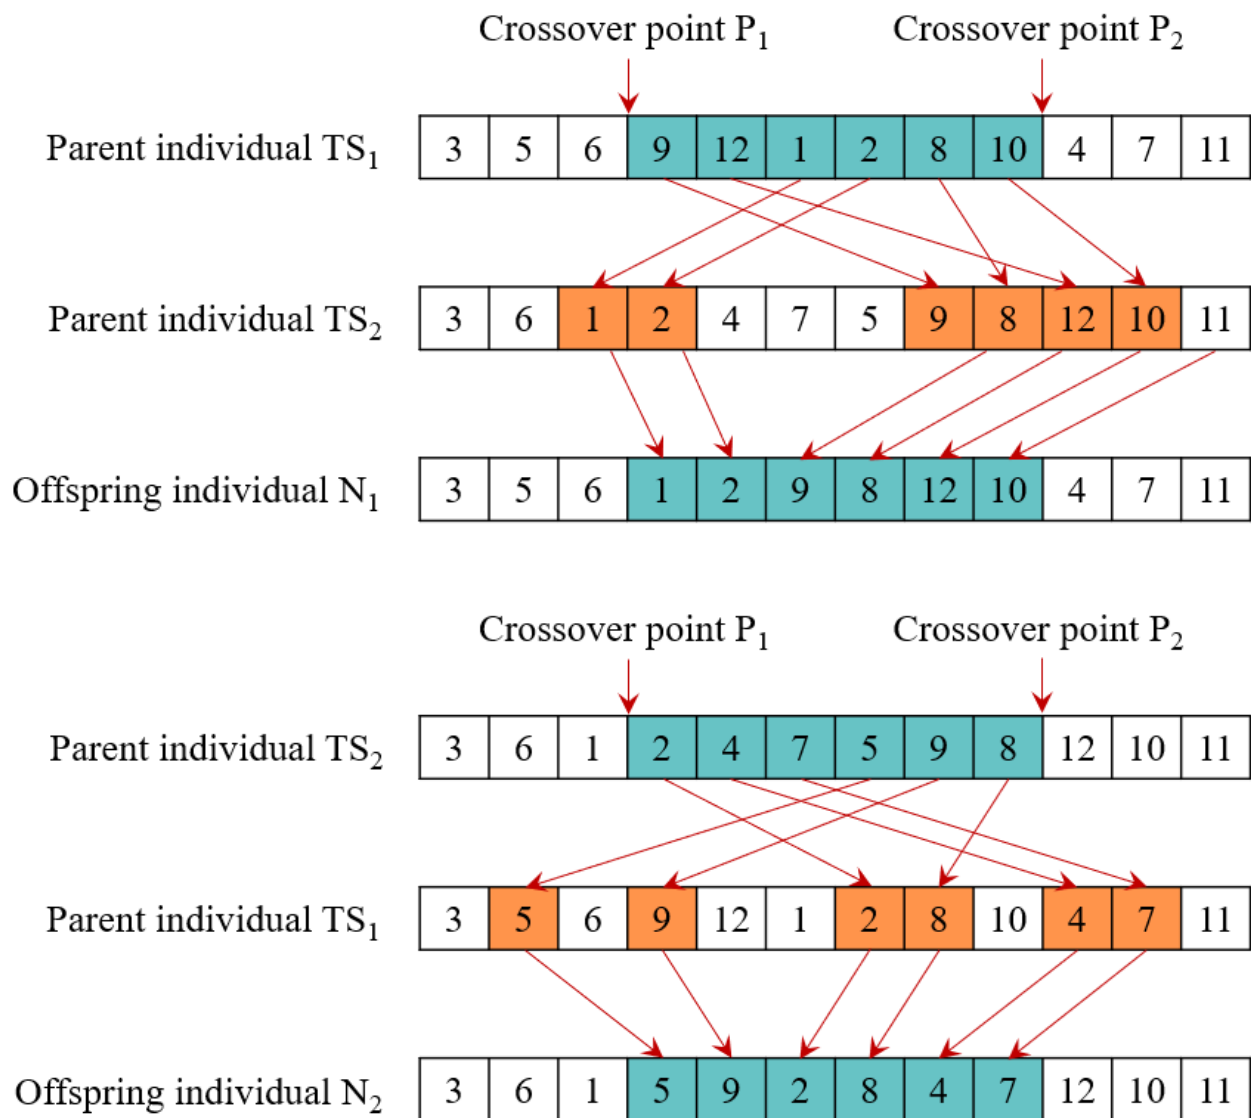 Crossover point P₁ Crossover point P₂
Parent individual TS₁ 3 5 6 9 12 1 2 8 10 4 7 11
Parent individual TS₂ 3 6 1 2 4 7 5 9 8 12 10 11
Offspring individual N₁ 3 5 6 1 2 9 8 12 10 4 7 11
Crossover point P₁ Crossover point P₂
Parent individual TS₂ 3 6 1 2 4 7 5 9 8 12 10 11
Parent individual TS₁ 3 5 6 9 12 1 2 8 10 4 7 11
Offspring individual N₂ 3 6 1 5 9 2 8 4 7 12 10 11